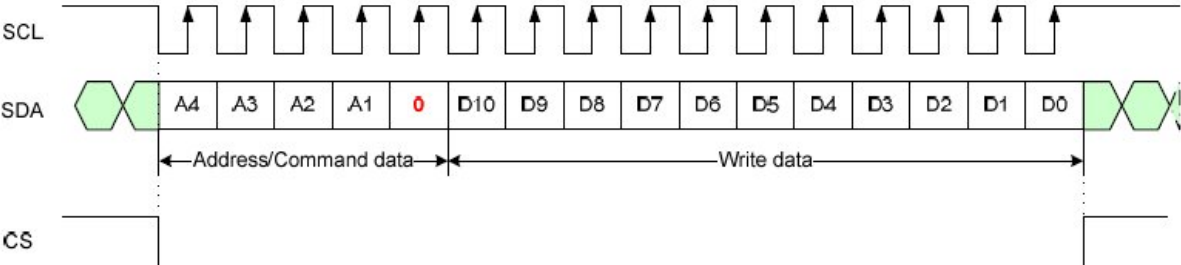 SCL
SDA A4 A3 A2 A1 0 D10 D9 D8 D7 D6 D5 D4 D3 D2 D1 D0
Address/Command data Write data
CS